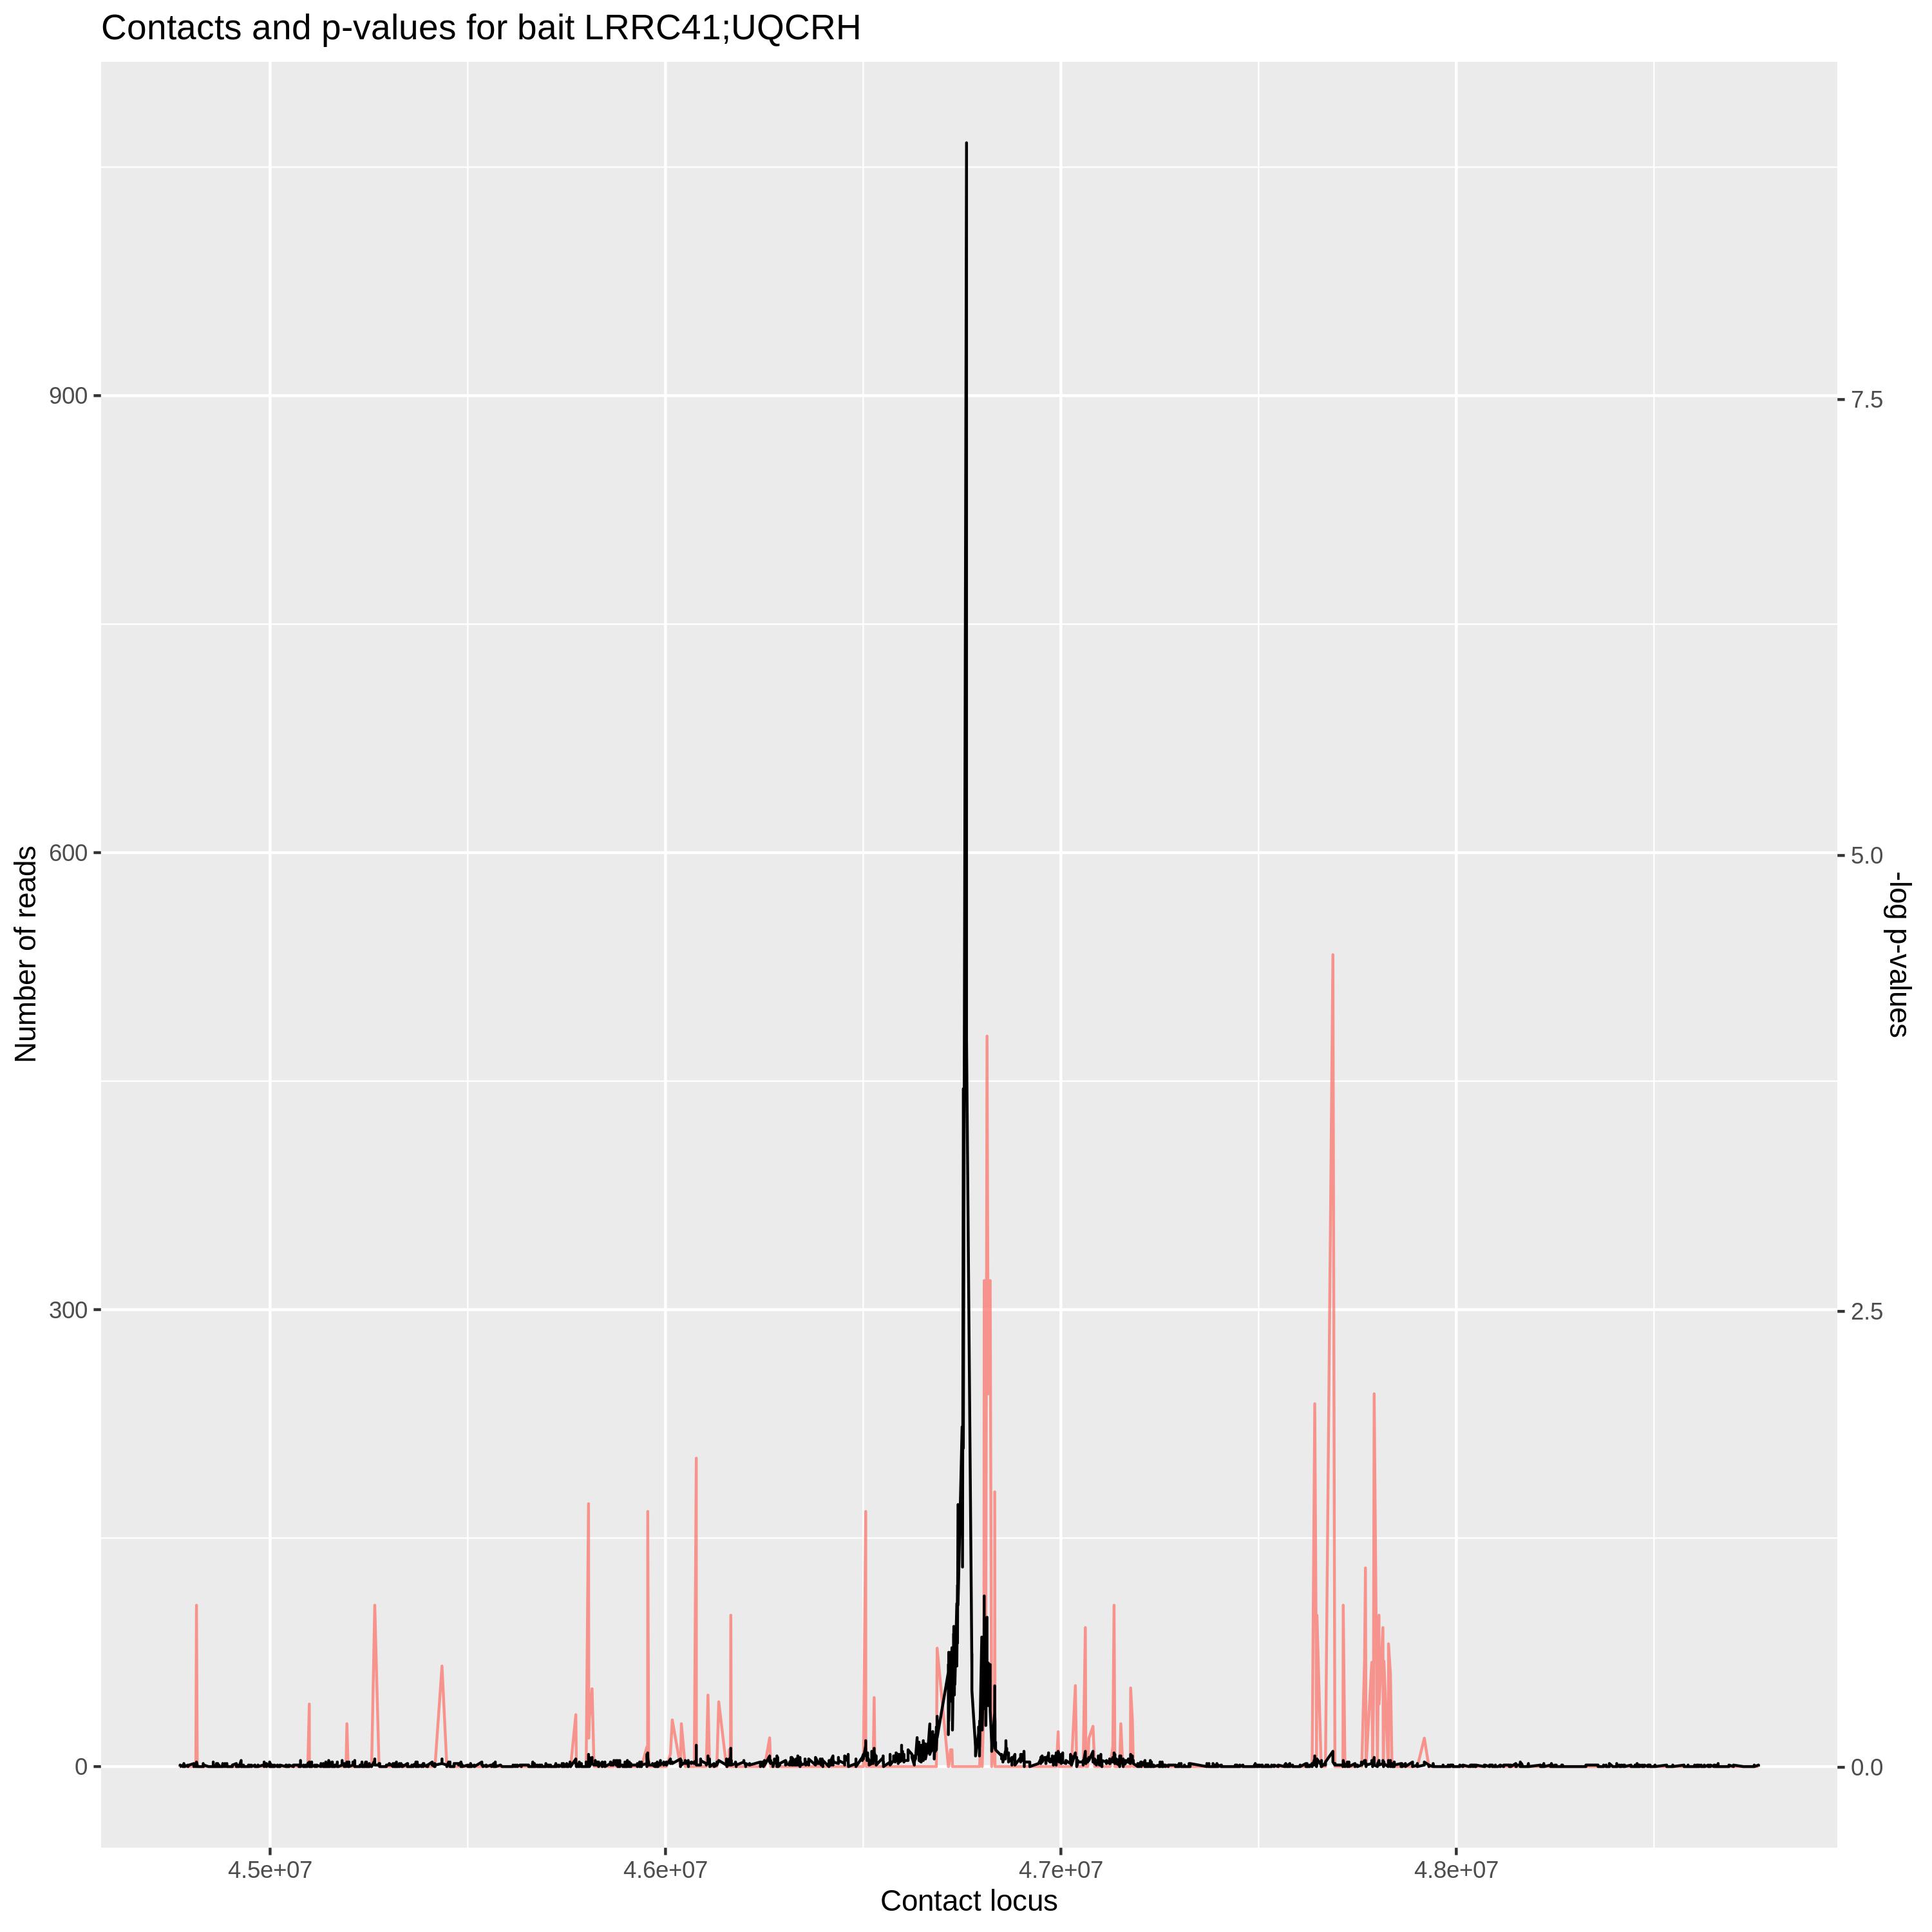 Contacts and p-values for bait LRRC41;UQCRH
Number of reads
900
600
300
0
7.5
5.0
2.5
0.0
-log p-values
4.5e+07 4.6e+07 4.7e+07 4.8e+07
Contact locus